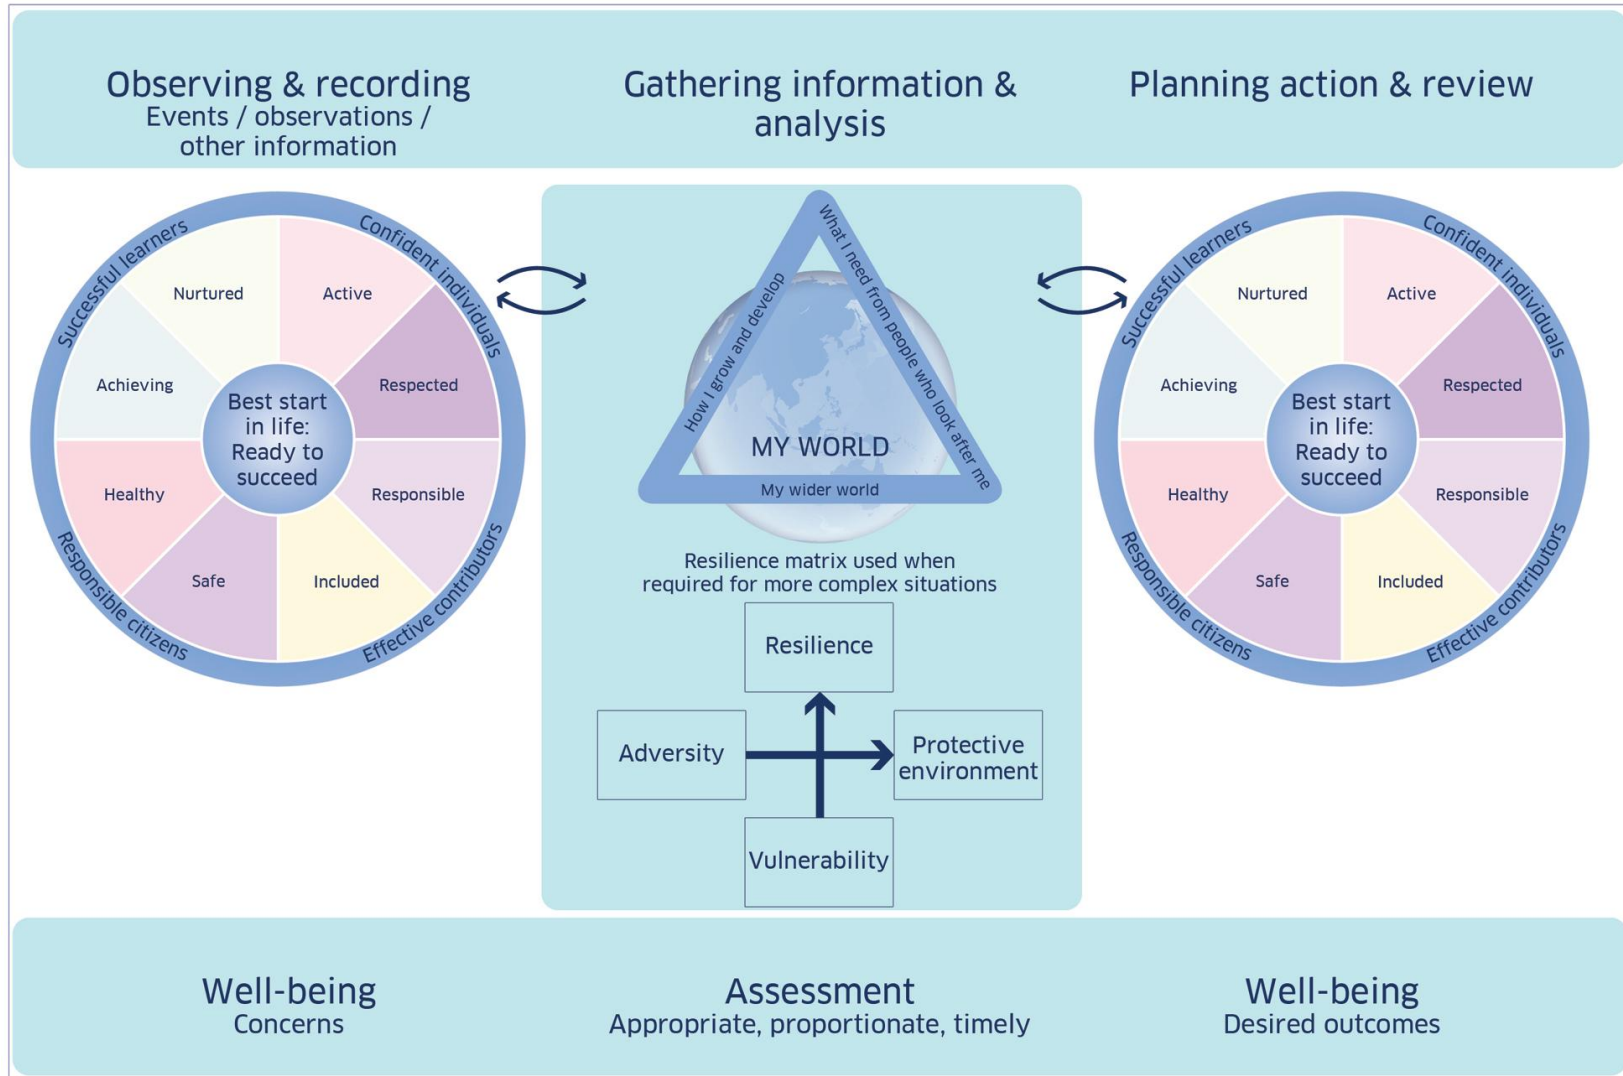 Observing & recording
Events / observations /
other information
Gathering information &
analysis
Planning action & review
Successful learners
Confident individuals
Nurtured
Active
Achieving
Respected
Best start
in life:
Ready to
succeed
Healthy
Responsible
Safe
Included
Responsible citizens
Effective contributors
How I grow and develop
What I need from people who look after me
MY WORLD
My wider world
Resilience matrix used when
required for more complex situations
Resilience
Adversity
Protective
environment
Vulnerability
Successful learners
Confident individuals
Nurtured
Active
Achieving
Respected
Best start
in life:
Ready to
succeed
Healthy
Responsible
Safe
Included
Responsible citizens
Effective contributors
Well-being
Concerns
Assessment
Appropriate, proportionate, timely
Well-being
Desired outcomes